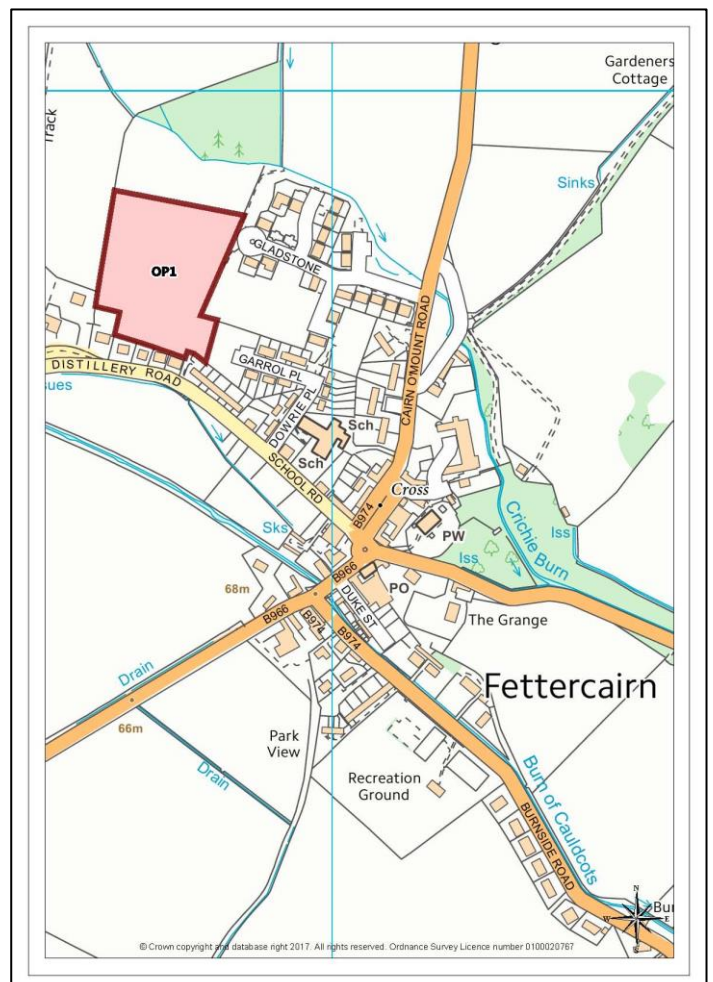 Gardeners
Cottage
Track
Sinks
OP1
GLADSTONE
CAIRN O'MOUNT ROAD
DISTILLERY ROAD
sues
GARROL PL
DOWRIE PL
Sch
Sch
SCHOOL RD
Cross
B974
PW
Crichie Burn
Iss
Iss
Sks
B966
68m
PO
DUKE ST
The Grange
B966
B974
B974
Fettercairn
Drain
66m
Drain
Park
View
Recreation
Ground
Burn of Cauldcots
BURNSIDE ROAD
N
W E
S
Bur
© Crown copyright and database right 2017. All rights reserved. Ordnance Survey Licence number 0100020767